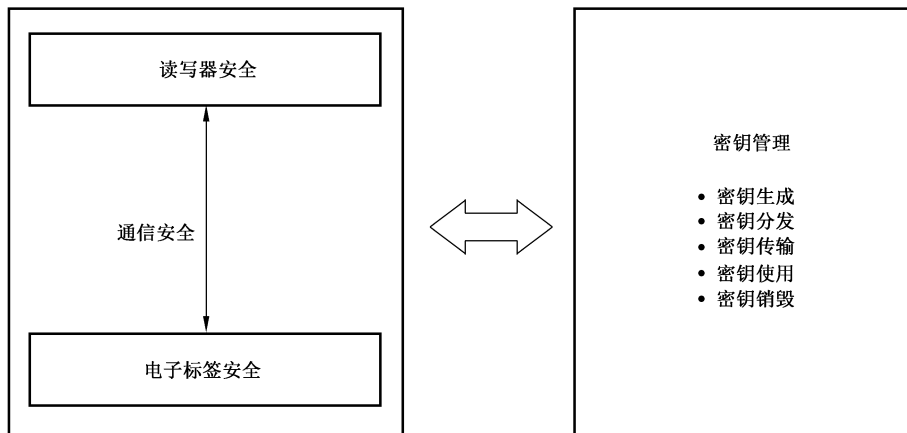 读写器安全
通信安全
电子标签安全
密钥管理
• 密钥生成
• 密钥分发
• 密钥传输
• 密钥使用
• 密钥销毁